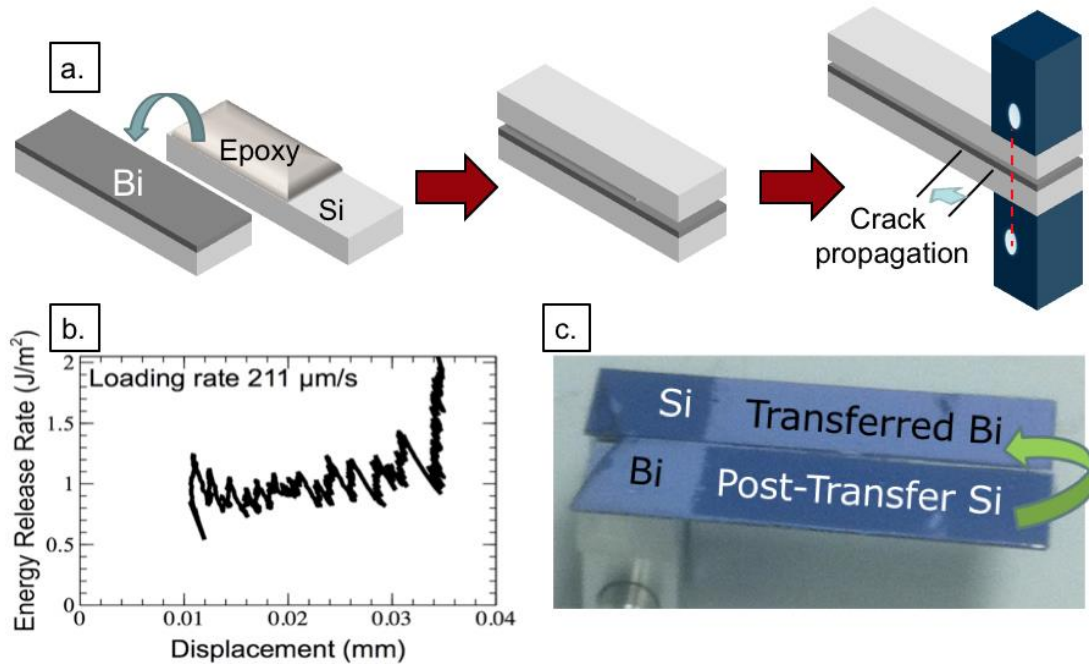 a.
Bi
Epoxy
Si
Crack
propagation
b.
Energy Release Rate (J/m²)
2
1.5
1
0.5
0
Loading rate 211 μm/s
0
0.01
0.02
0.03
0.04
Displacement (mm)
c.
Si
Transferred Bi
Bi
Post-Transfer Si